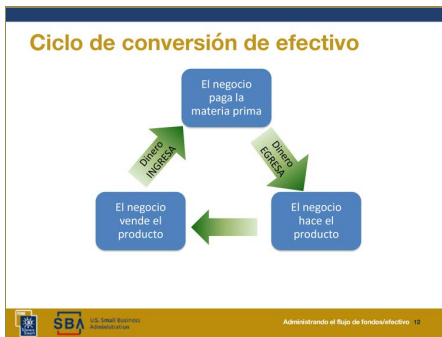 Ciclo de conversión de efectivo
El negocio
paga la
materia prima
Dinero
INGRESA
Dinero
EGRESA
El negocio
vende el
producto
El negocio
hace el
producto
SBA
U.S. Small Business
Administration
Administrando el flujo de fondos/efectivo 12